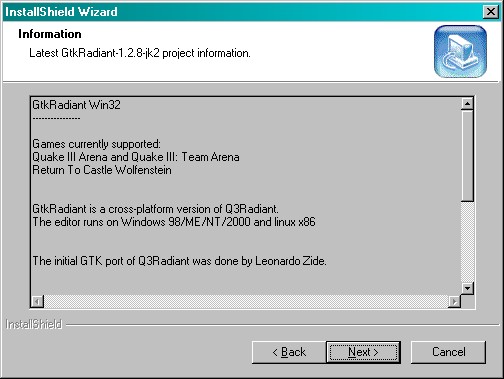 InstallShield Wizard
Information
Latest GtkRadiant-1.2.8-jk2 project information.
GtkRadiant Win32
----------------
Games currently supported:
Quake III Arena and Quake III: Team Arena
Return To Castle Wolfenstein
GtkRadiant is a cross-platform version of Q3Radiant.
The editor runs on Windows 98/ME/NT/2000 and linux x86
The initial GTK port of Q3Radiant was done by Leonardo Zide.
InstallShield
< Back
Next >
Cancel